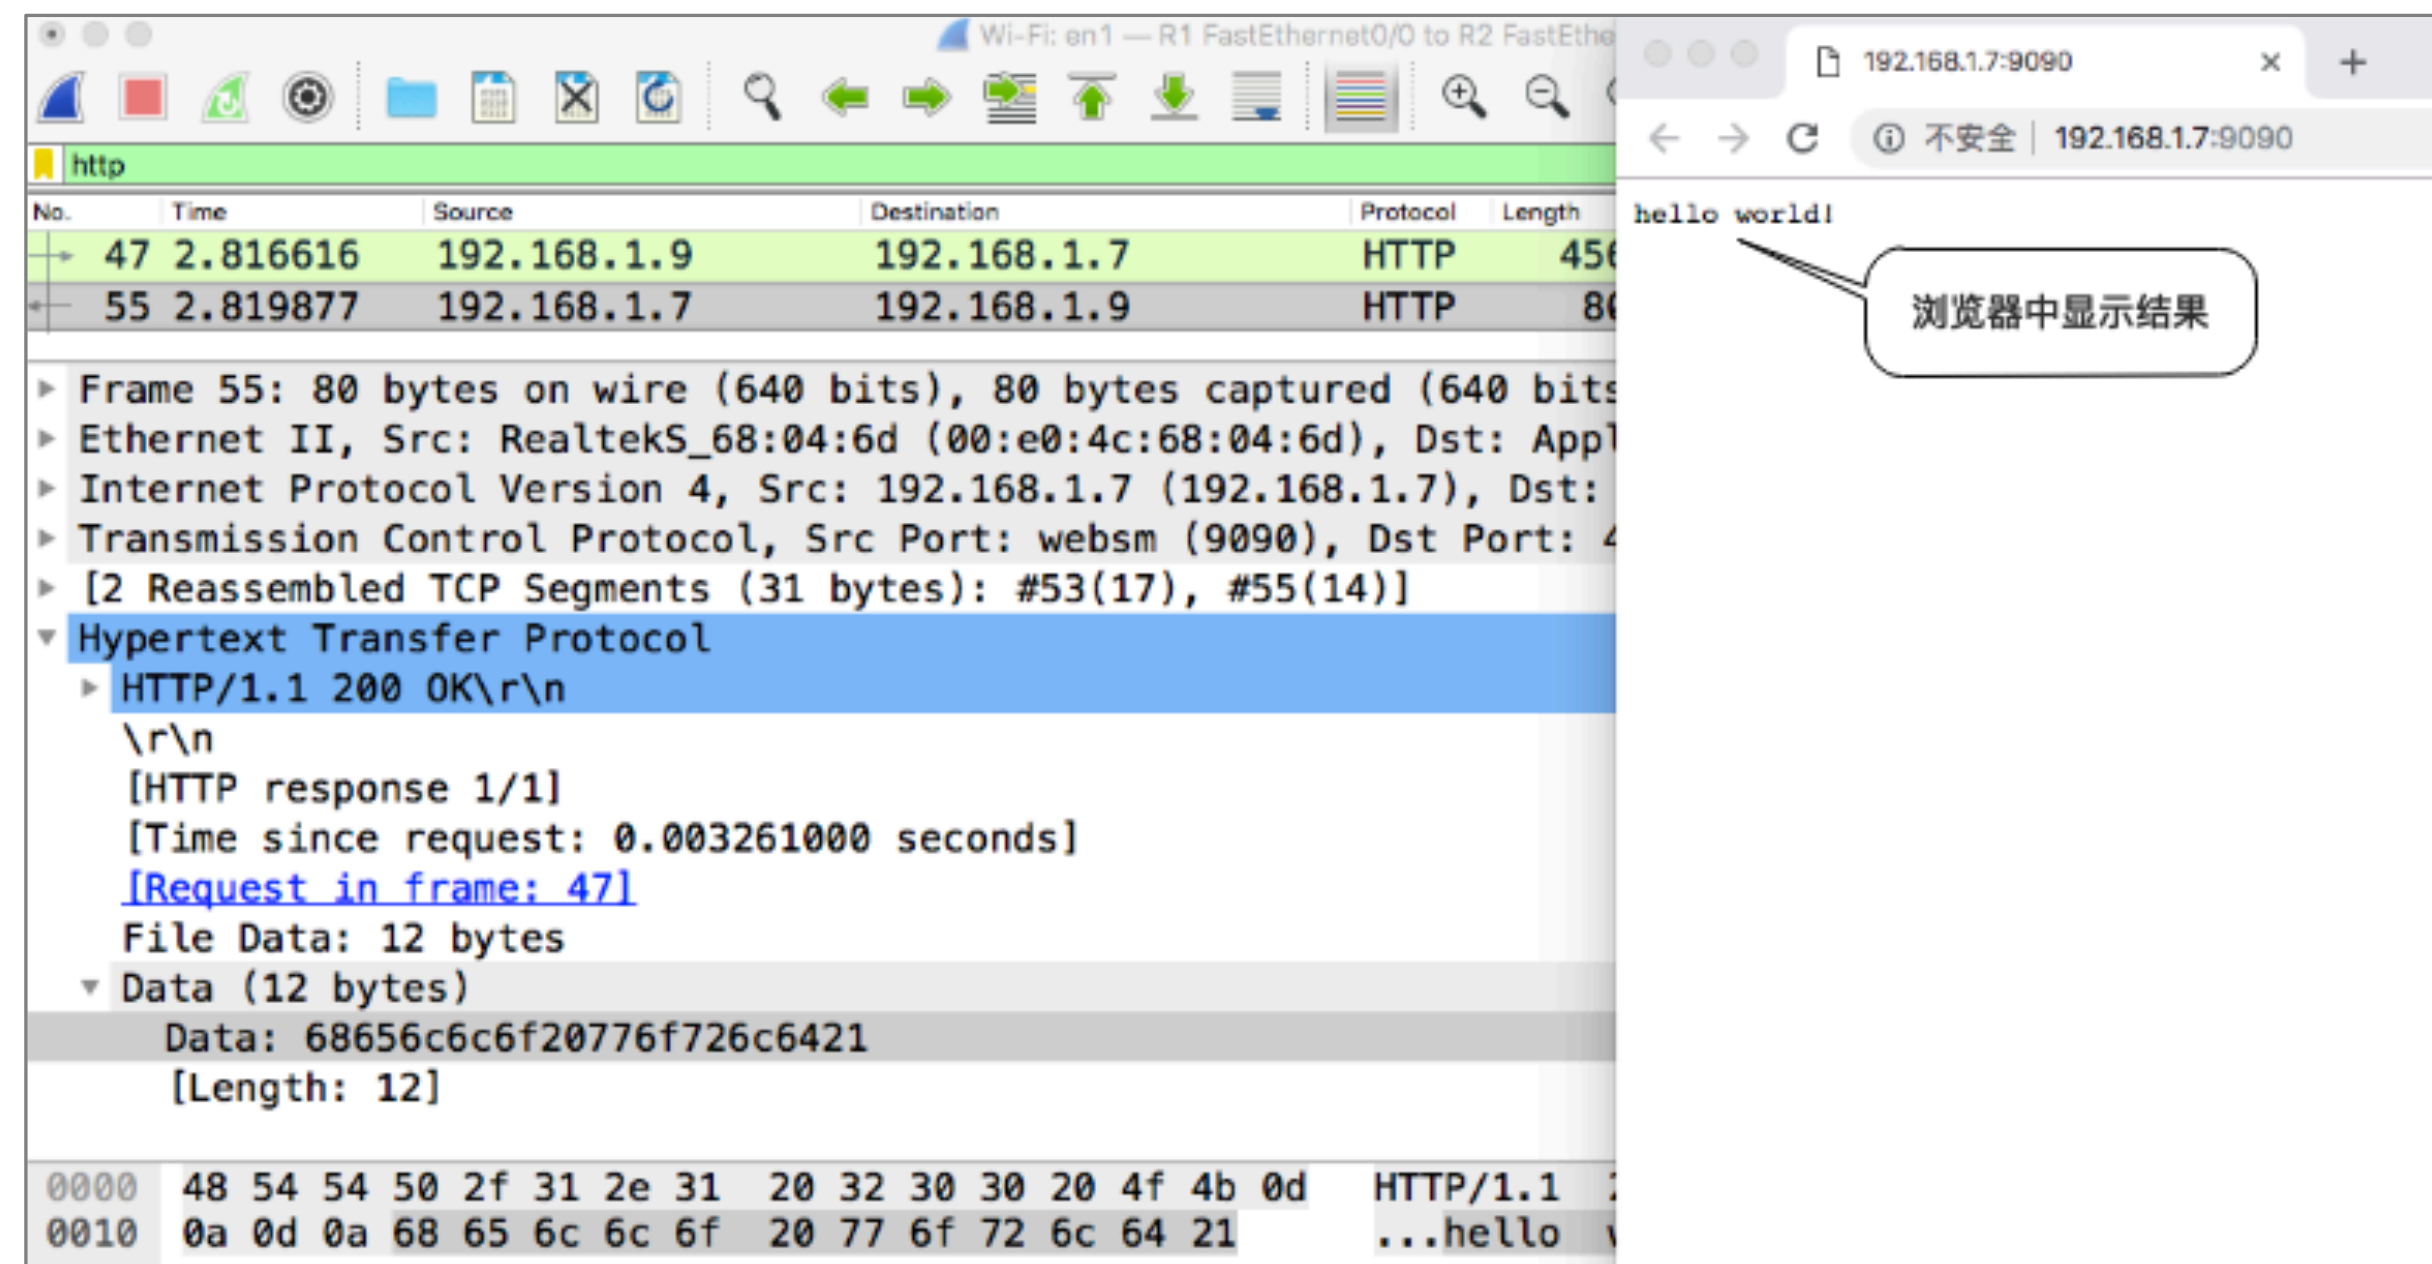 Wi-Fi: en1 — R1 FastEthernet0/0 to R2 FastEthe
http
No. Time Source Destination Protocol Length
47 2.816616 192.168.1.9 192.168.1.7 HTTP 456
55 2.819877 192.168.1.7 192.168.1.9 HTTP 80
Frame 55: 80 bytes on wire (640 bits), 80 bytes captured (640 bits
Ethernet II, Src: RealtekS_68:04:6d (00:e0:4c:68:04:6d), Dst: Appl
Internet Protocol Version 4, Src: 192.168.1.7 (192.168.1.7), Dst:
Transmission Control Protocol, Src Port: websm (9090), Dst Port: 4
[2 Reassembled TCP Segments (31 bytes): #53(17), #55(14)]
Hypertext Transfer Protocol
HTTP/1.1 200 OK\r\n
\r\n
[HTTP response 1/1]
[Time since request: 0.003261000 seconds]
[Request in frame: 47]
File Data: 12 bytes
Data (12 bytes)
Data: 68656c6c6f20776f726c6421
[Length: 12]
0000 48 54 54 50 2f 31 2e 31 20 32 30 30 20 4f 4b 0d HTTP/1.1
0010 0a 0d 0a 68 65 6c 6c 6f 20 77 6f 72 6c 64 21 ...hello
192.168.1.7:9090
不安全 192.168.1.7:9090
hello world!
浏览器中显示结果